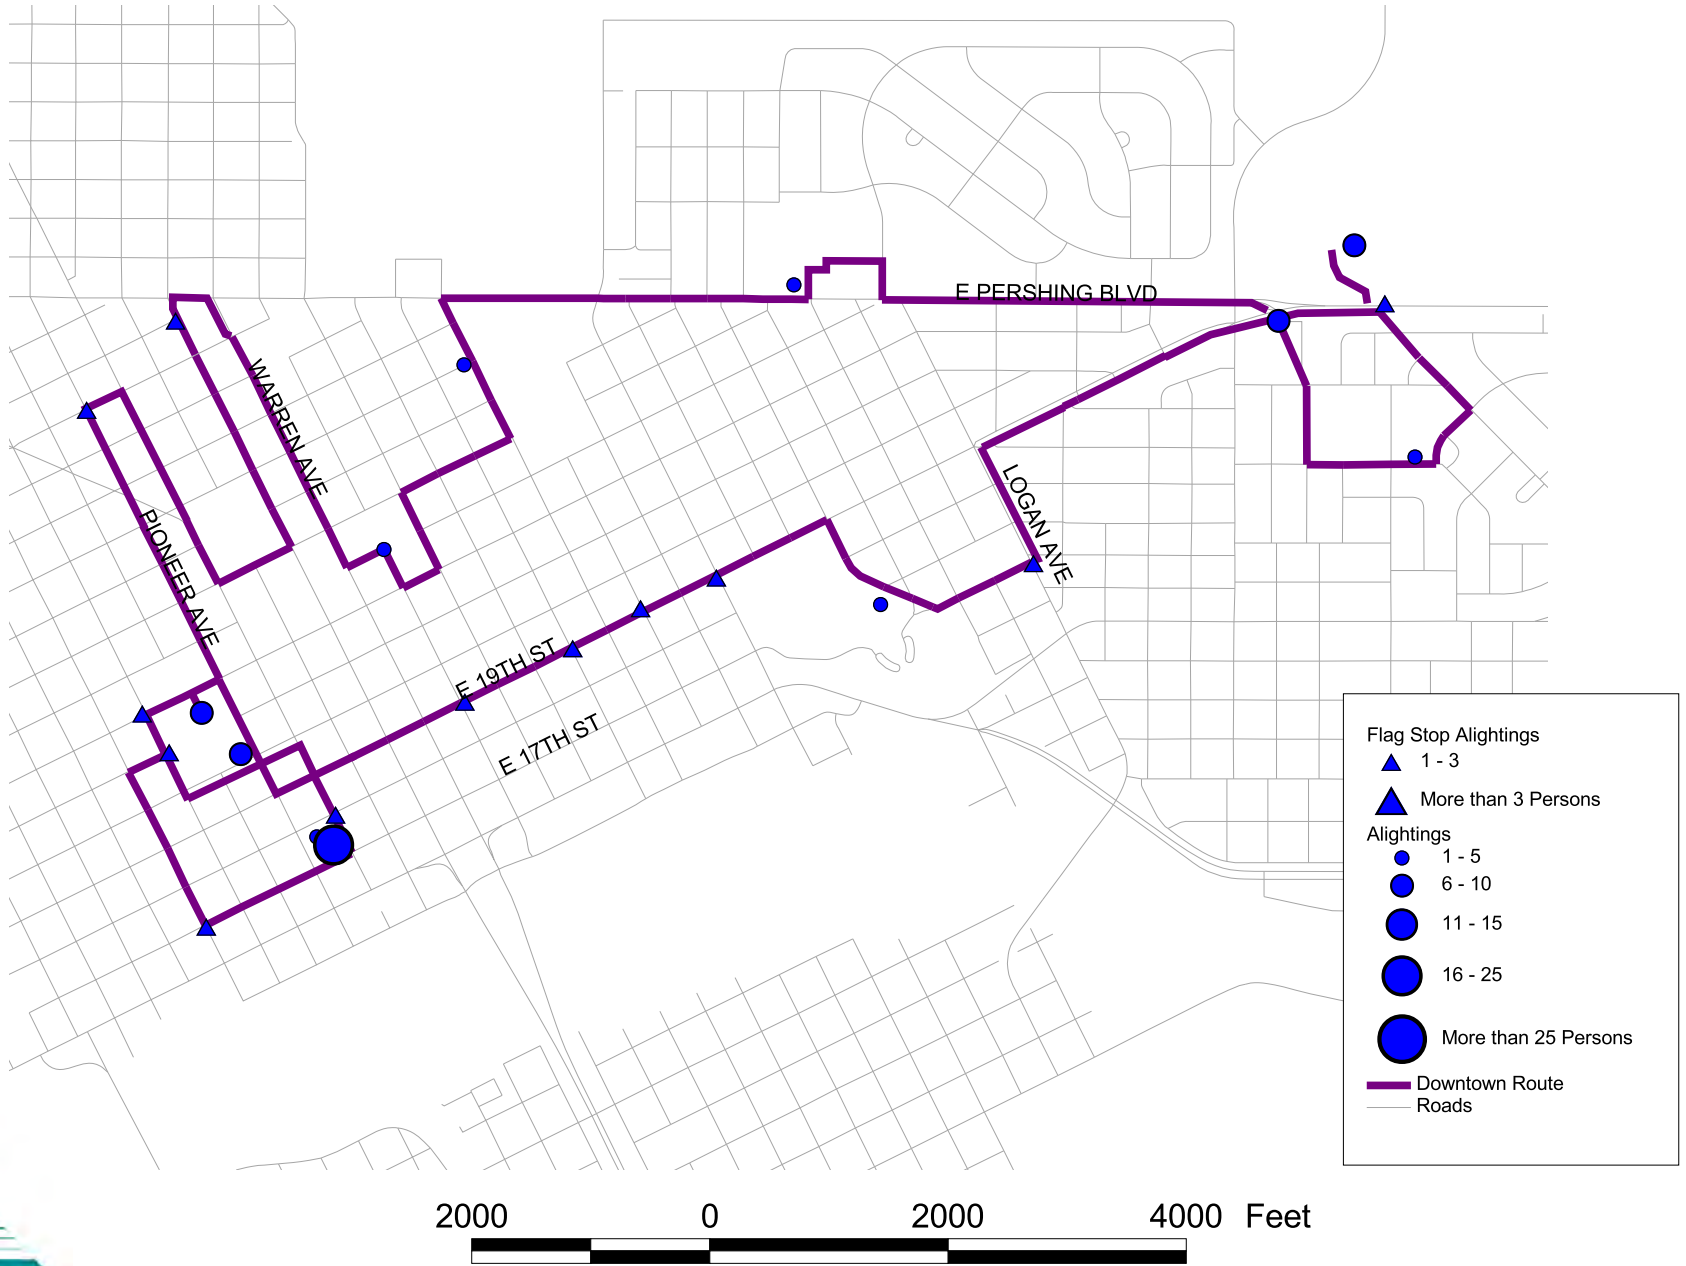 E PERSHING BLVD
WARREN AVE
LOGAN AVE
PIONEER AVE
E 19TH ST
E 17TH ST
Flag Stop Alightings
1 - 3
More than 3 Persons
Alightings
1 - 5
6 - 10
11 - 15
16 - 25
More than 25 Persons
Downtown Route
Roads
2000 0 2000 4000 Feet